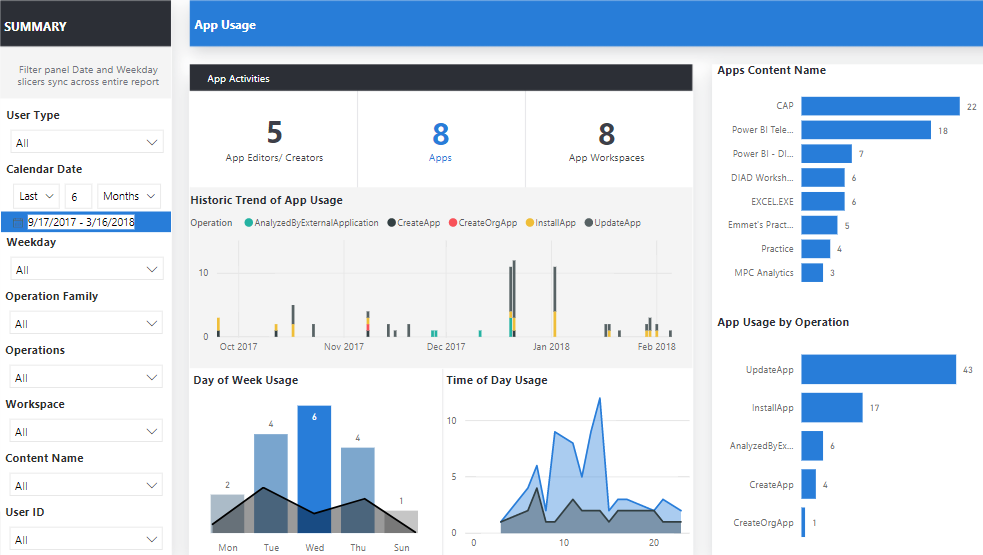 SUMMARY
Filter panel Date and Weekday
slicers sync across entire report
User Type
All
Calendar Date
Last 6 Months
9/17/2017 - 3/16/2018
Weekday
All
Operation Family
All
Operations
All
Workspace
All
Content Name
All
User ID
All
App Usage
App Activities
5 8 8
App Editors/ Creators Apps App Workspaces
Historic Trend of App Usage
Operation AnalyzedByExternalApplication CreateApp CreateOrgApp InstallApp UpdateApp
10
0
Oct 2017 Nov 2017 Dec 2017 Jan 2018 Feb 2018
Day of Week Usage
2 4 6 4 1
Mon Tue Wed Thu Sun
Time of Day Usage
10
5
0
0 10 20
Apps Content Name
CAP 22
Power BI Tele... 18
Power BI - DI... 7
DIAD Worksh... 6
EXCEL.EXE 6
Emmet's Pract... 5
Practice 4
MPC Analytics 3
App Usage by Operation
UpdateApp 43
InstallApp 17
AnalyzedByEx... 6
CreateApp 4
CreateOrgApp 1